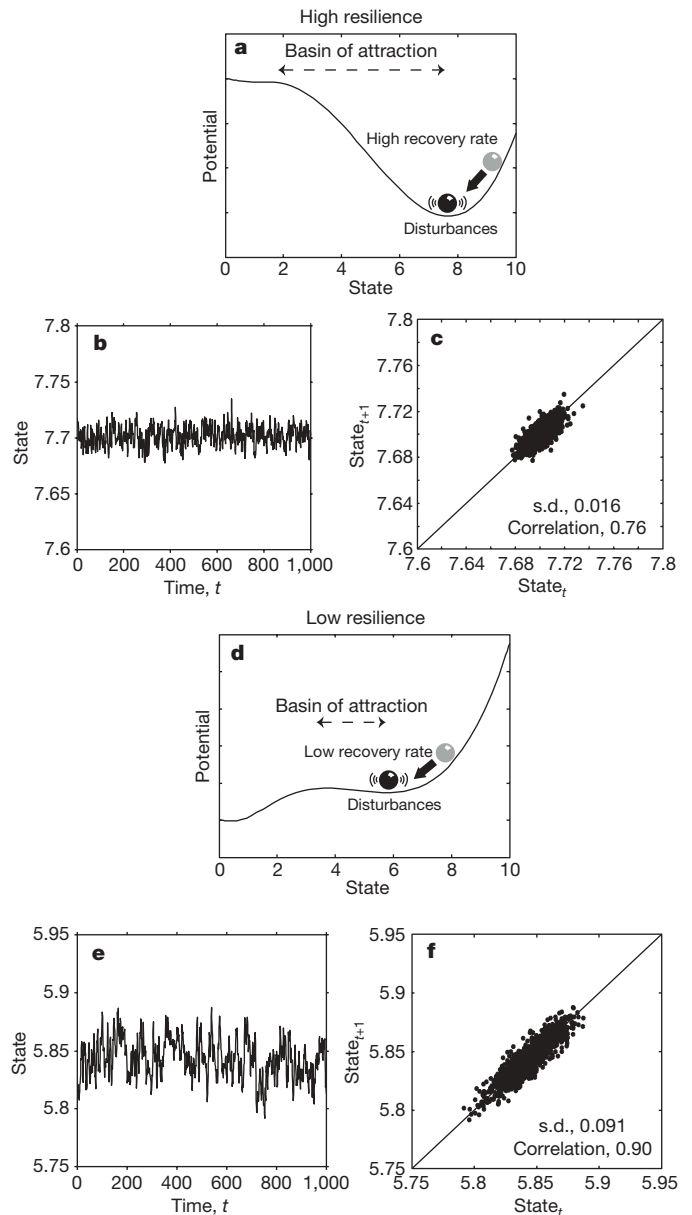 High resilience
a
Basin of attraction
High recovery rate
Disturbances
Potential
0 2 4 6 8 10
State
b
7.8
7.75
7.7
7.65
7.6
State
0 200 400 600 800 1,000
Time, t
c
7.8
7.76
7.72
7.68
7.64
7.6
State t+1
s.d., 0.016
Correlation, 0.76
7.6 7.64 7.68 7.72 7.76 7.8
State t
Low resilience
d
Basin of attraction
Low recovery rate
Disturbances
Potential
0 2 4 6 8 10
State
e
5.95
5.9
5.85
5.8
5.75
State
0 200 400 600 800 1,000
Time, t
f
5.95
5.9
5.85
5.8
5.75
State t+1
s.d., 0.091
Correlation, 0.90
5.75 5.8 5.85 5.9 5.95
State t